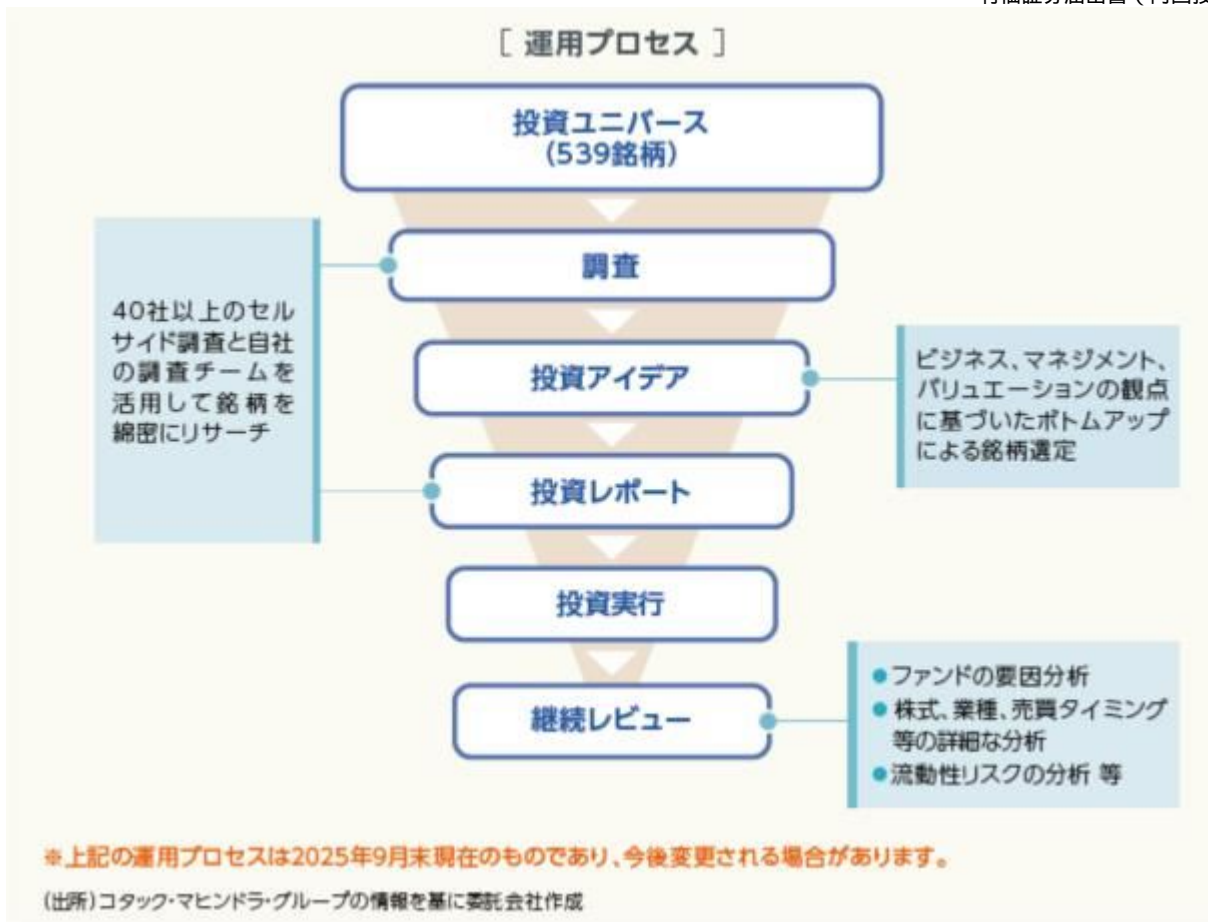 [ 運用プロセス ]
投資ユニバース
(539銘柄)
調査
40社以上のセル
サイド調査と自社
の調査チームを
活用して銘柄を
綿密にリサーチ
投資アイデア
ビジネス、マネジメント、
バリュエーションの観点
に基づいたボトムアップ
による銘柄選定
投資レポート
投資実行
継続レビュー
●ファンドの要因分析
●株式、業種、売買タイミング
等の詳細な分析
●流動性リスクの分析 等
※上記の運用プロセスは2025年9月末現在のものであり、今後変更される場合があります。
(出所)コタック・マヒンドラ・グループの情報を基に委託会社作成